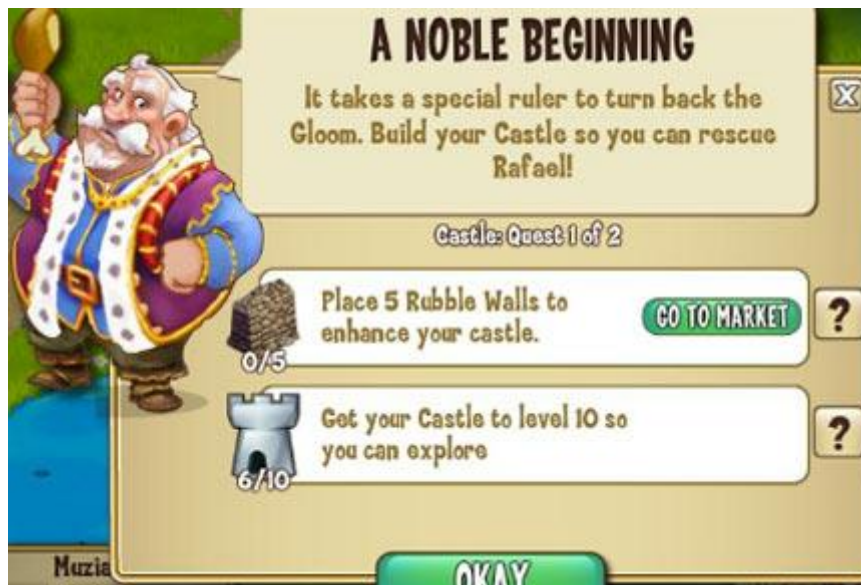 A NOBLE BEGINNING
It takes a special ruler to turn back the
Gloom. Build your Castle so you can rescue
Rafael!
X
Castle: Quest 1 of 2
Place 5 Rubble Walls to
enhance your castle.
GO TO MARKET
?
0/5
Get your Castle to level 10 so
you can explore
?
6/10
Muzia
OKAY